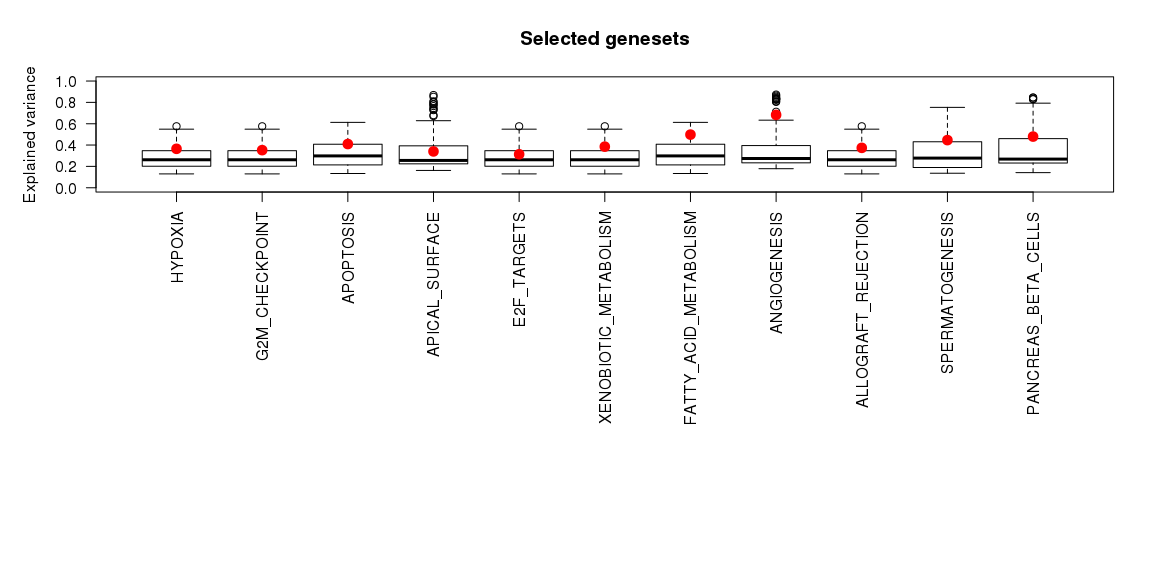 Selected genesets
Explained variance
1.0
0.8
0.6
0.4
0.2
0.0
HYPOXIA
G2M_CHECKPOINT
APOPTOSIS
APICAL_SURFACE
E2F_TARGETS
XENOBIOTIC_METABOLISM
FATTY_ACID_METABOLISM
ANGIOGENESIS
ALLOGRAFT_REJECTION
SPERMATOGENESIS
PANCREAS_BETA_CELLS